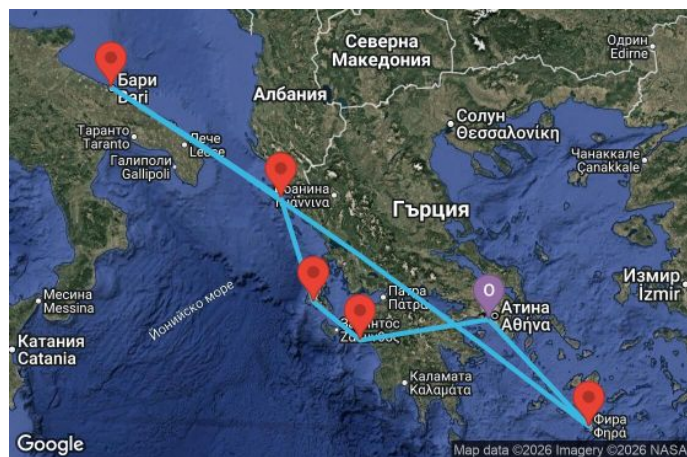 Северна
Македония
Одрин
Edirne
Бари
Bari
Албания
Солун
Θεσσαλονίκη
Таранто
Taranto
Лече
Lecce
Галиполи
Gallipoli
Чанаккале
Çanakkale
Янина
Ιωάννινα
Гърция
Измир
İzmir
Месина
Messina
Йонийско море
Патра
Πάτρα
O
Атина
Αθήνα
Катания
Catania
Каламата
Καλαμάτα
Фира
Φηρά
Google
Map data ©2026 Imagery ©2026 NASA